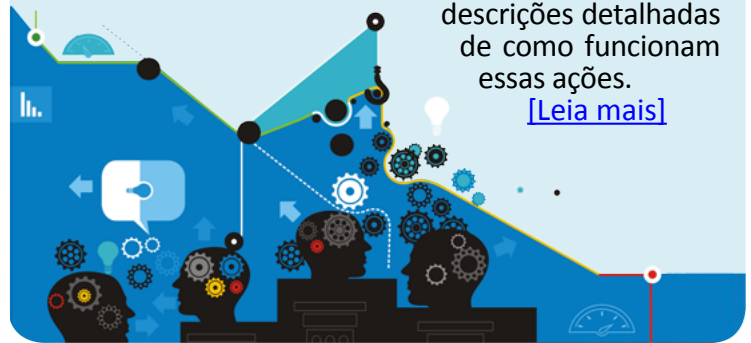 descrições detalhadas
de como funcionam
essas ações.
[Leia mais]